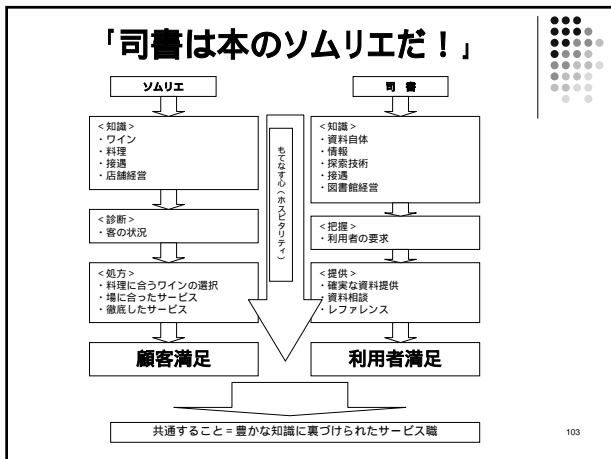 「司書は本のソムリエだ！」
ソムリエ
＜知識＞
・ワイン
・料理
・接遇
・店舗経営
＜診断＞
・客の状況
＜処方＞
・料理に合うワインの選択
・場に合ったサービス
・徹底したサービス
顧客満足
もてなす心（ホスピタリティ）
司 書
＜知識＞
・資料自体
・情報
・探索技術
・接遇
・図書館経営
＜把握＞
・利用者の要求
＜提供＞
・確実な資料提供
・資料相談
・レファレンス
利用者満足
共通すること＝豊かな知識に裏づけられたサービス職
103